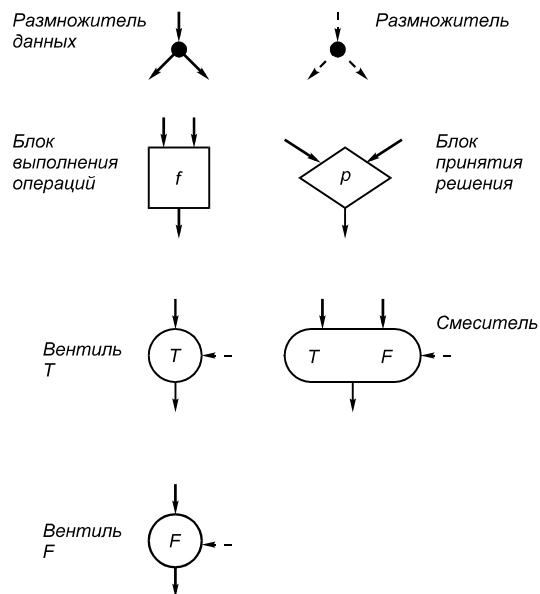 Размножитель
данных
Размножитель
Блок
выполнения
операций
f
p
Блок
принятия
решения
Вентиль
T
T
T F
Смеситель
Вентиль
F
F